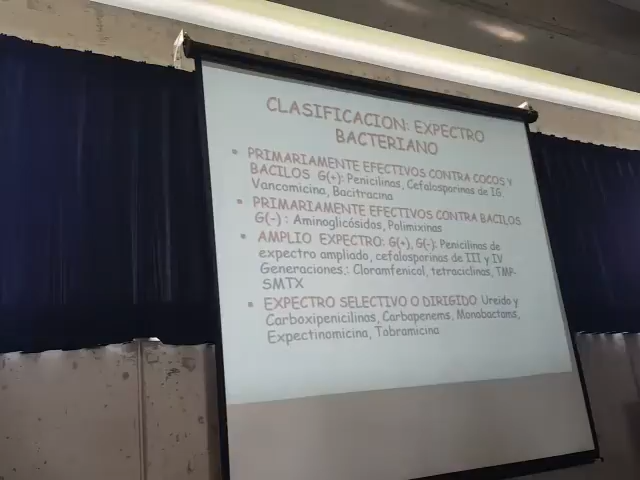 CLASIFICACION: EXPECTRO
BACTERIANO
• PRIMARIAMENTE EFECTIVOS CONTRA COCOS Y
BACILOS G(+): Penicilinas, Cefalosporinas de IG.
Vancomicina, Bacitracina
• PRIMARIAMENTE EFECTIVOS CONTRA BACILOS
G(-) : Aminoglicósidos, Polimixinas
• AMPLIO EXPECTRO: G(+), G(-): Penicilinas de
expectro ampliado, cefalosporinas de III y IV
Generaciones,: Cloramfenicol, tetraciclinas, TMP-
SMTX
• EXPECTRO SELECTIVO O DIRIGIDO: Ureido y
Carboxipenicilinas, Carbapenems, Monobactams,
Expectinomicina, Tobramicina